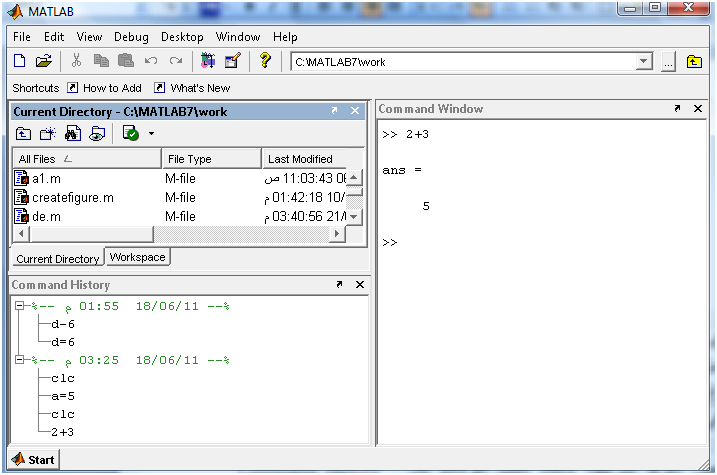 MATLAB
File Edit View Debug Desktop Window Help
C:\MATLAB7\work
...
Shortcuts How to Add What's New
Current Directory - C:\MATLAB7\work
All Files File Type Last Modified
a1.m M-file ص 11:03:43
createfigure.m M-file م 01:42:18 10/
de.m M-file م 03:40:56 21/
Current Directory Workspace
Command History
%-- م 01:55 18/06/11 --%
d-6
d=6
%-- م 03:25 18/06/11 --%
clc
a=5
clc
2+3
Command Window
>> 2+3
ans =
5
>>
Start